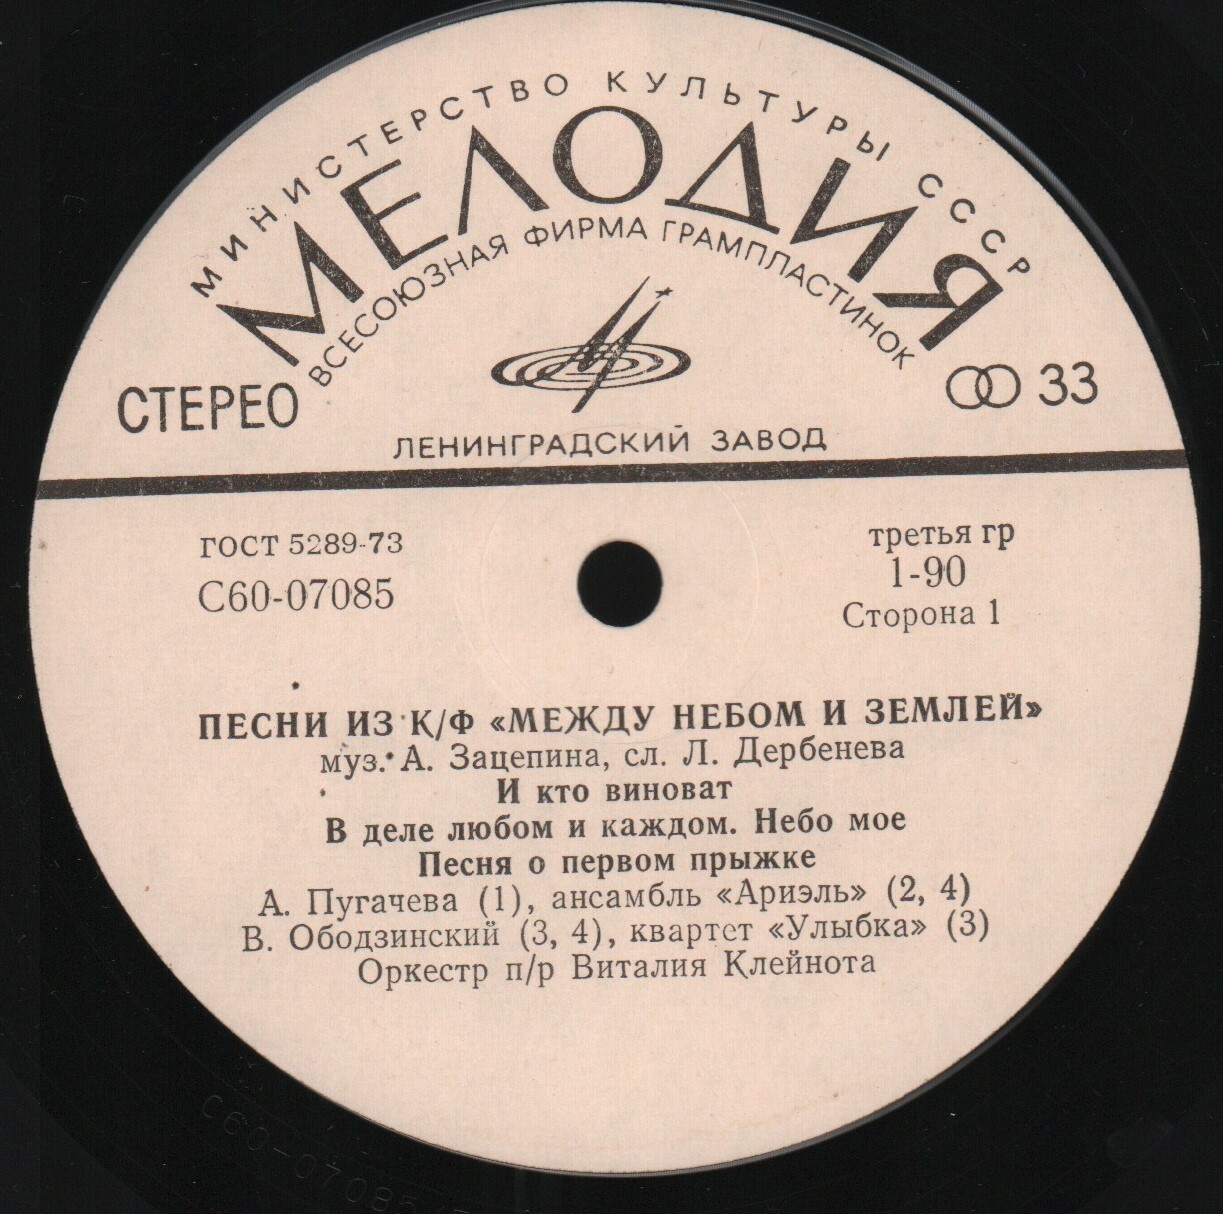 МИНИСТЕРСТВО КУЛЬТУРЫ СССР
МЕЛОДИЯ
ВСЕСОЮЗНАЯ ФИРМА ГРАМПЛАСТИНОК
СТЕРЕО
33
ЛЕНИНГРАДСКИЙ ЗАВОД
ГОСТ 5289-73
С60-07085
третья гр
1-90
Сторона 1
ПЕСНИ ИЗ К/Ф «МЕЖДУ НЕБОМ И ЗЕМЛЕЙ»
муз. А. Зацепина, сл. Л. Дербенева
И кто виноват
В деле любом и каждом. Небо мое
Песня о первом прыжке
А. Пугачева (1), ансамбль «Ариэль» (2, 4)
В. Ободзинский (3, 4), квартет «Улыбка» (3)
Оркестр п/р Виталия Клейнота
С60-07085